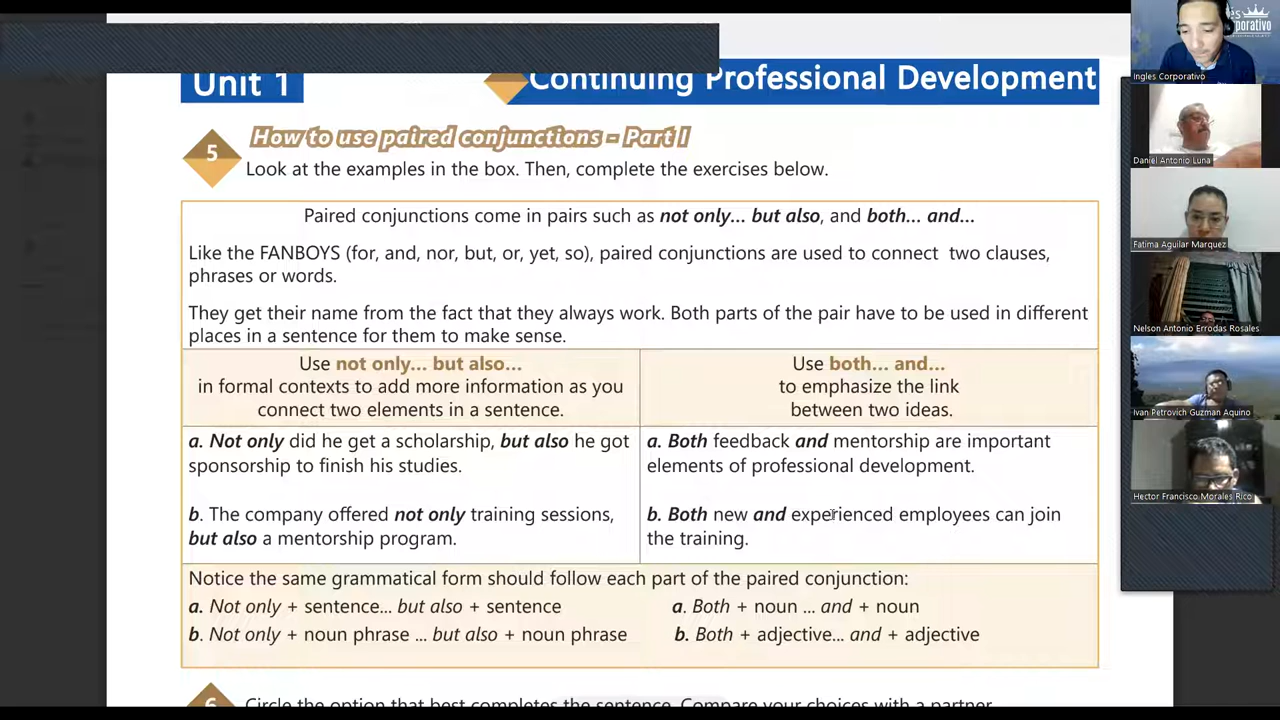 Unit 1
Continuing Professional Development
5
How to use paired conjunctions - Part I
Look at the examples in the box. Then, complete the exercises below.
Paired conjunctions come in pairs such as not only... but also, and both... and...
Like the FANBOYS (for, and, nor, but, or, yet, so), paired conjunctions are used to connect two clauses,
phrases or words.
They get their name from the fact that they always work. Both parts of the pair have to be used in different
places in a sentence for them to make sense.
Use not only... but also...
in formal contexts to add more information as you
connect two elements in a sentence.
Use both... and...
to emphasize the link
between two ideas.
a. Not only did he get a scholarship, but also he got
sponsorship to finish his studies.
b. The company offered not only training sessions,
but also a mentorship program.
a. Both feedback and mentorship are important
elements of professional development.
b. Both new and experienced employees can join
the training.
Notice the same grammatical form should follow each part of the paired conjunction:
a. Not only + sentence... but also + sentence
b. Not only + noun phrase ... but also + noun phrase
a. Both + noun ... and + noun
b. Both + adjective... and + adjective
6
Circle the option that best completes the sentence. Compare your choices with a partner.
Ingles Corporativo
Daniel Antonio Luna
Fatima Aguilar Marquez
Nelson Antonio Errodas Rosales
Ivan Petrovich Guzman Aquino
Hector Francisco Morales Rico